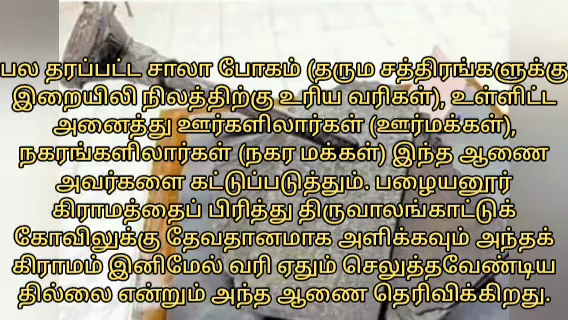 பல தரப்பட்ட சாலா போகம் (தரும சத்திரங்களுக்கு
இறையிலி நிலத்திற்கு உரிய வரிகள்), உள்ளிட்ட
அனைத்து ஊர்களிலார்கள் (ஊர்மக்கள்),
நகரங்களிலார்கள் (நகர மக்கள்) இந்த ஆணை
அவர்களை கட்டுப்படுத்தும். பழையனூர்
கிராமத்தைப் பிரித்து திருவாலங்காட்டுக்
கோவிலுக்கு தேவதானமாக அளிக்கவும் அந்தக்
கிராமம் இனிமேல் வரி ஏதும் செலுத்தவேண்டிய
தில்லை என்றும் அந்த ஆணை தெரிவிக்கிறது.